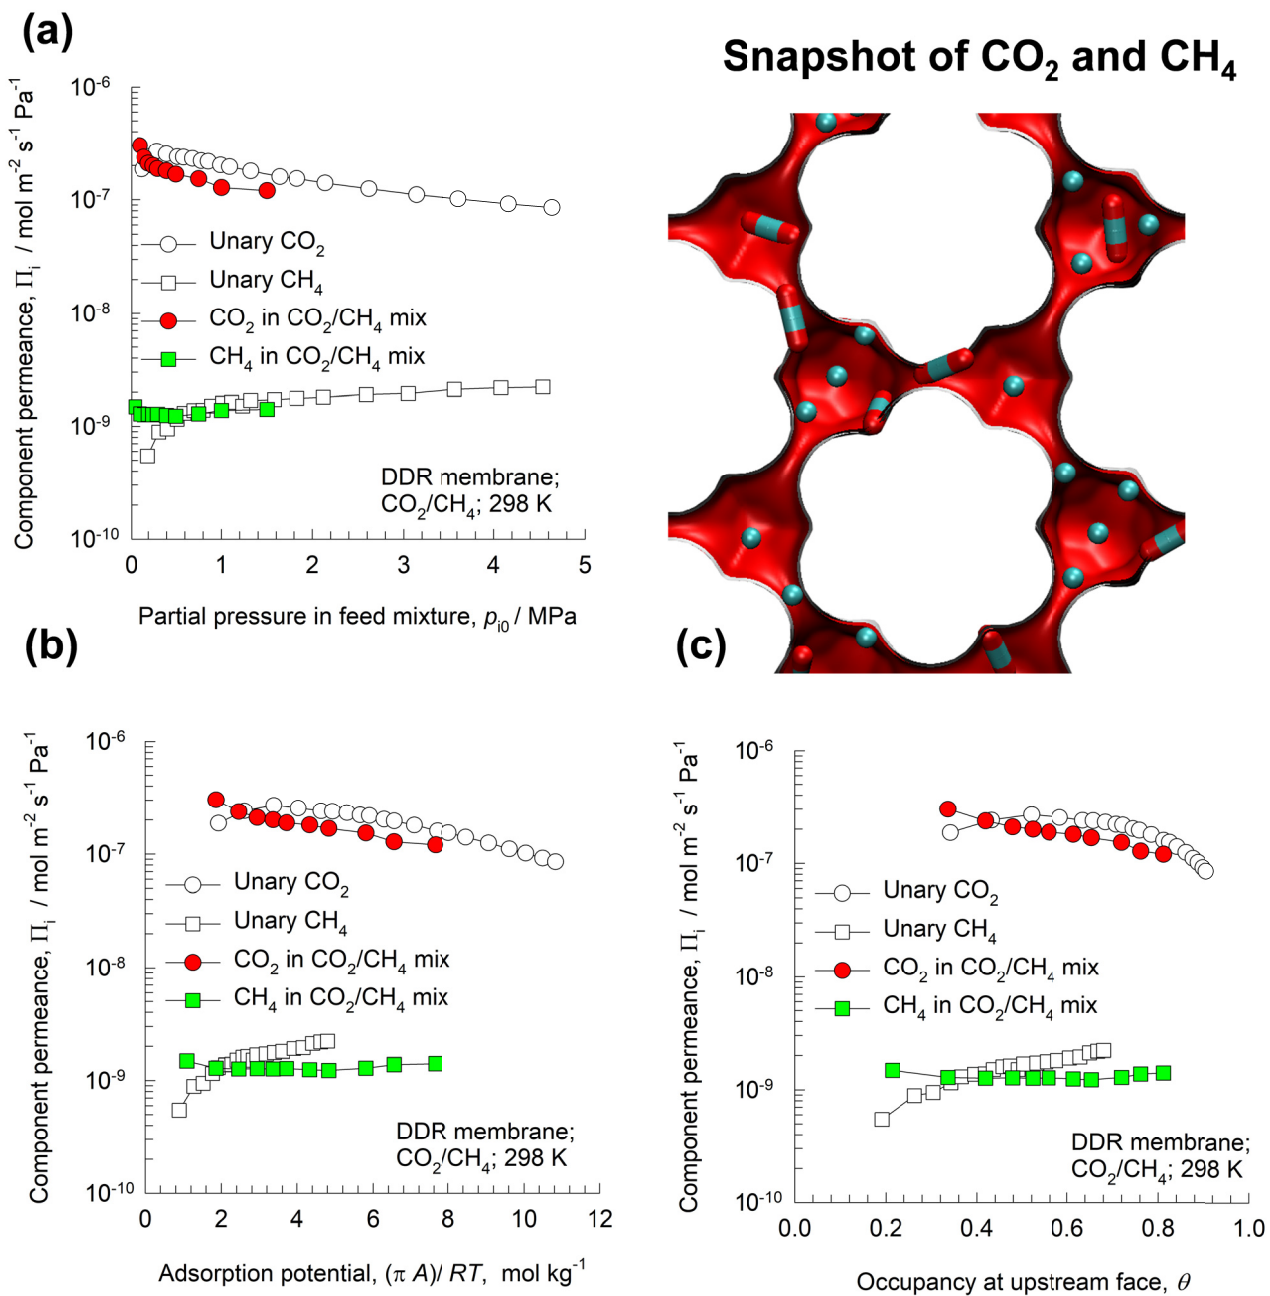 (a)
Snapshot of CO2 and CH4
Component permeance, Πi / mol m-2 s-1 Pa-1
10-6
10-7
10-8
10-9
10-10
Unary CO2
Unary CH4
CO2 in CO2/CH4 mix
CH4 in CO2/CH4 mix
DDR membrane;
CO2/CH4; 298 K
0 1 2 3 4 5
Partial pressure in feed mixture, pi0 / MPa
(b)
Component permeance, Πi / mol m-2 s-1 Pa-1
10-6
10-7
10-8
10-9
10-10
Unary CO2
Unary CH4
CO2 in CO2/CH4 mix
CH4 in CO2/CH4 mix
DDR membrane;
CO2/CH4; 298 K
0 2 4 6 8 10 12
Adsorption potential, (π A)/ RT, mol kg-1
(c)
Component permeance, Πi / mol m-2 s-1 Pa-1
10-6
10-7
10-8
10-9
10-10
Unary CO2
Unary CH4
CO2 in CO2/CH4 mix
CH4 in CO2/CH4 mix
DDR membrane;
CO2/CH4; 298 K
0.0 0.2 0.4 0.6 0.8 1.0
Occupancy at upstream face, θ